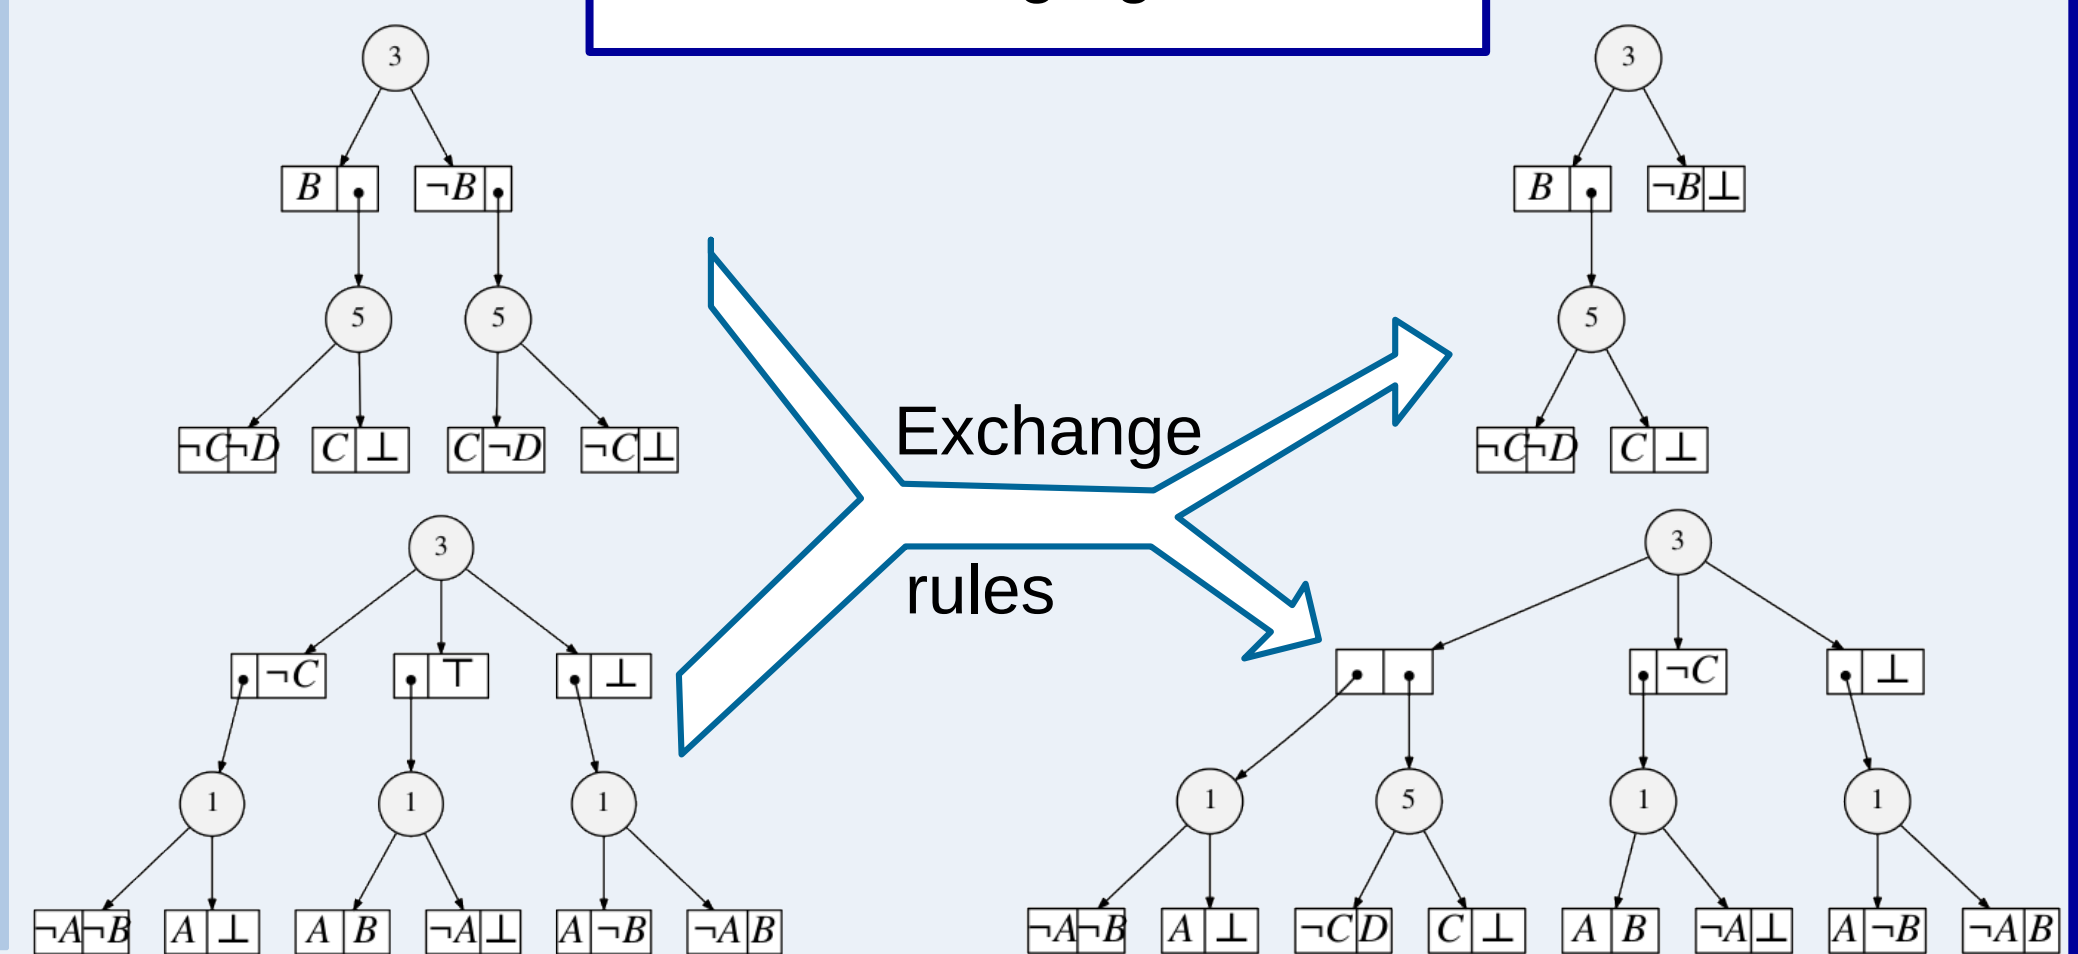 3 3
B ¬B B ¬B ⊥
5 5 5
¬C ¬D C ⊥ C ¬D ¬C ⊥ ¬C ¬D C ⊥
Exchange
rules
3 3
¬C ⊤ ⊥ ¬C ⊥
1 1 1 1 5 1 1
¬A ¬B A ⊥ A B ¬A ⊥ A ¬B ¬A B ¬A ¬B A ⊥ ¬C D C ⊥ A B ¬A ⊥ A ¬B ¬A B